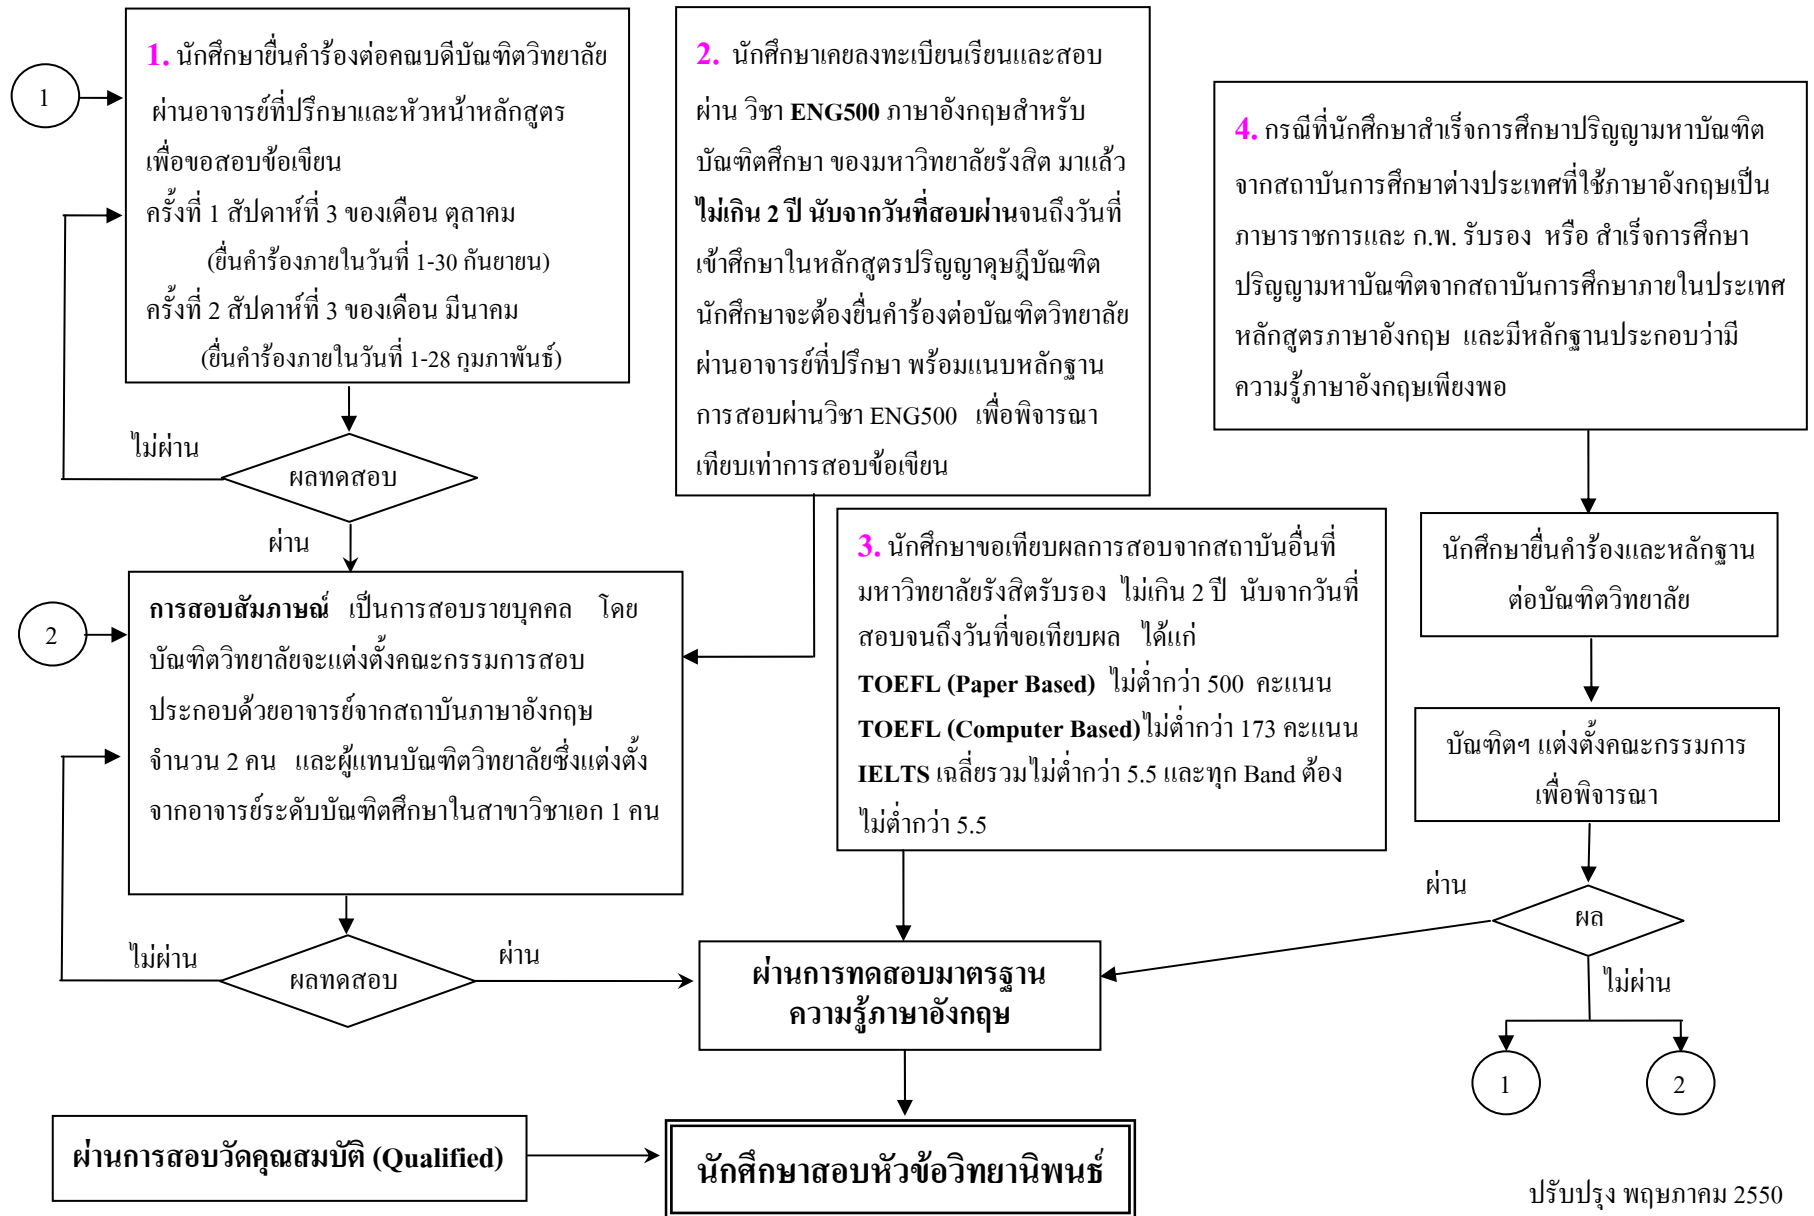 1
1. นักศึกษายื่นคำร้องต่อคณบดีบัณฑิตวิทยาลัย
ผ่านอาจารย์ที่ปรึกษาและหัวหน้าหลักสูตร
เพื่อขอสอบข้อเขียน
ครั้งที่ 1 สัปดาห์ที่ 3 ของเดือน ตุลาคม
(ยื่นคำร้องภายในวันที่ 1-30 กันยายน)
ครั้งที่ 2 สัปดาห์ที่ 3 ของเดือน มีนาคม
(ยื่นคำร้องภายในวันที่ 1-28 กุมภาพันธ์)
ไม่ผ่าน
ผลทดสอบ
ผ่าน
2
การสอบสัมภาษณ์ เป็นการสอบรายบุคคล โดย
บัณฑิตวิทยาลัยจะแต่งตั้งคณะกรรมการสอบ
ประกอบด้วยอาจารย์จากสถาบันภาษาอังกฤษ
จำนวน 2 คน และผู้แทนบัณฑิตวิทยาลัยซึ่งแต่งตั้ง
จากอาจารย์ระดับบัณฑิตศึกษาในสาขาวิชาเอก 1 คน
ไม่ผ่าน
ผลทดสอบ
ผ่าน
2. นักศึกษาเคยลงทะเบียนเรียนและสอบ
ผ่าน วิชา ENG500 ภาษาอังกฤษสำหรับ
บัณฑิตศึกษา ของมหาวิทยาลัยรังสิต มาแล้ว
ไม่เกิน 2 ปี นับจากวันที่สอบผ่านจนถึงวันที่
เข้าศึกษาในหลักสูตรปริญญาดุษฎีบัณฑิต
นักศึกษาจะต้องยื่นคำร้องต่อบัณฑิตวิทยาลัย
ผ่านอาจารย์ที่ปรึกษา พร้อมแนบหลักฐาน
การสอบผ่านวิชา ENG500 เพื่อพิจารณา
เทียบเท่าการสอบข้อเขียน
3. นักศึกษาขอเทียบผลการสอบจากสถาบันอื่นที่
มหาวิทยาลัยรังสิตรับรอง ไม่เกิน 2 ปี นับจากวันที่
สอบจนถึงวันที่ขอเทียบผล ได้แก่
TOEFL (Paper Based) ไม่ต่ำกว่า 500 คะแนน
TOEFL (Computer Based) ไม่ต่ำกว่า 173 คะแนน
IELTS เฉลี่ยรวมไม่ต่ำกว่า 5.5 และทุก Band ต้อง
ไม่ต่ำกว่า 5.5
4. กรณีที่นักศึกษาสำเร็จการศึกษาปริญญามหาบัณฑิต
จากสถาบันการศึกษาต่างประเทศที่ใช้ภาษาอังกฤษเป็น
ภาษาราชการและ ก.พ. รับรอง หรือ สำเร็จการศึกษา
ปริญญามหาบัณฑิตจากสถาบันการศึกษาภายในประเทศ
หลักสูตรภาษาอังกฤษ และมีหลักฐานประกอบว่ามี
ความรู้ภาษาอังกฤษเพียงพอ
นักศึกษายื่นคำร้องและหลักฐาน
ต่อบัณฑิตวิทยาลัย
บัณฑิตฯ แต่งตั้งคณะกรรมการ
เพื่อพิจารณา
ผ่าน
ผล
ไม่ผ่าน
1
2
ผ่านการทดสอบมาตรฐาน
ความรู้ภาษาอังกฤษ
ผ่านการสอบวัดคุณสมบัติ (Qualified)
นักศึกษาสอบหัวข้อวิทยานิพนธ์
ปรับปรุง พฤษภาคม 2550